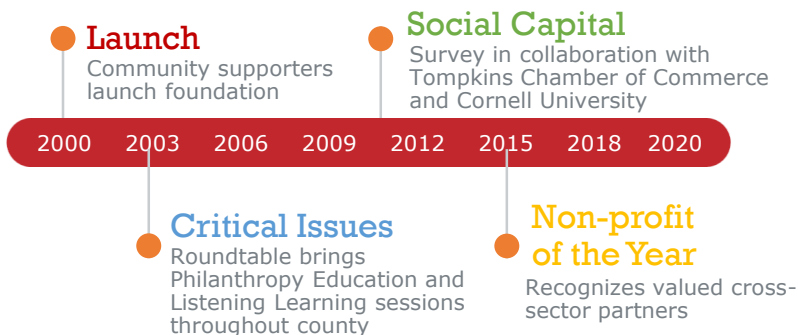 Launch
Community supporters
launch foundation
Social Capital
Survey in collaboration with
Tompkins Chamber of Commerce
and Cornell University
2000 2003 2006 2009 2012 2015 2018 2020
Critical Issues
Roundtable brings
Philanthropy Education and
Listening Learning sessions
throughout county
Non-profit
of the Year
Recognizes valued cross-
sector partners